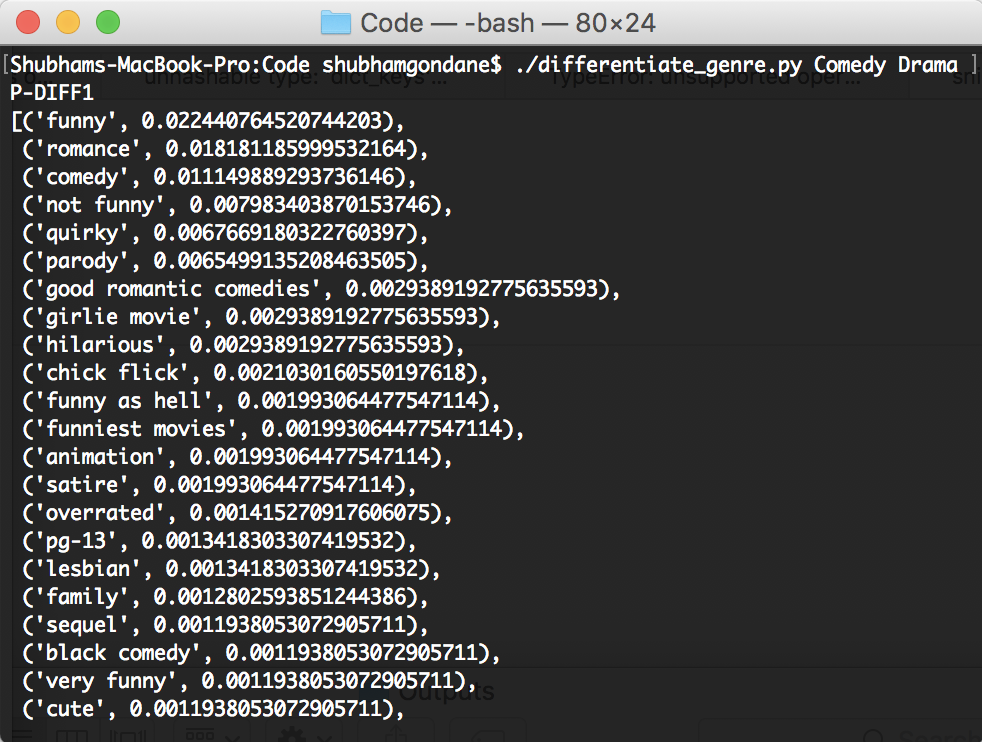 Code — -bash — 80×24
[Shubhams-MacBook-Pro:Code shubhamgondane$ ./differentiate_genre.py Comedy Drama ]
P-DIFF1
[('funny', 0.022440764520744203),
('romance', 0.018181185999532164),
('comedy', 0.011149889293736146),
('not funny', 0.007983403870153746),
('quirky', 0.0067669180322760397),
('parody', 0.0065499135208463505),
('good romantic comedies', 0.0029389192775635593),
('girlie movie', 0.0029389192775635593),
('hilarious', 0.0029389192775635593),
('chick flick', 0.0021030160550197618),
('funny as hell', 0.001993064477547114),
('funniest movies', 0.001993064477547114),
('animation', 0.001993064477547114),
('satire', 0.001993064477547114),
('overrated', 0.001415270917606075),
('pg-13', 0.0013418303307419532),
('lesbian', 0.0013418303307419532),
('family', 0.0012802593851244386),
('sequel', 0.0011938053072905711),
('black comedy', 0.0011938053072905711),
('very funny', 0.0011938053072905711),
Outputs
('cute', 0.0011938053072905711),
Search